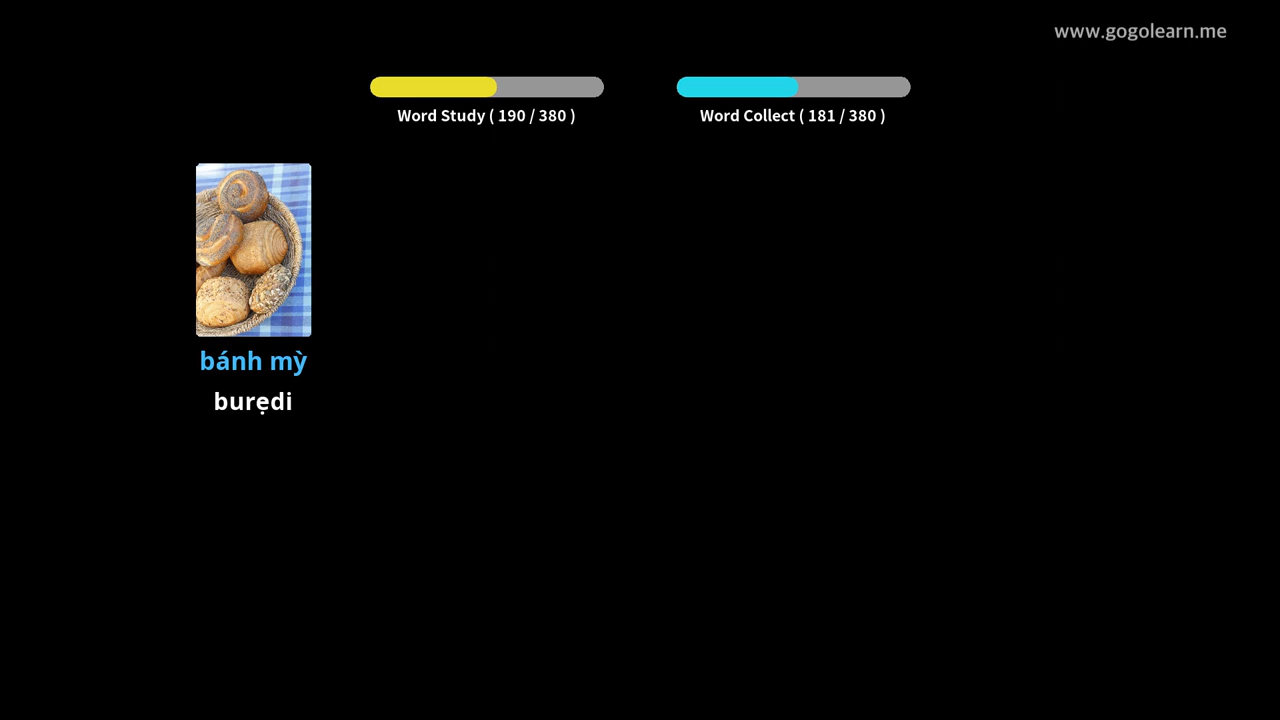 www.gogolearn.me
Word Study ( 190 / 380 )
Word Collect ( 181 / 380 )
bánh mỳ
burẹdi